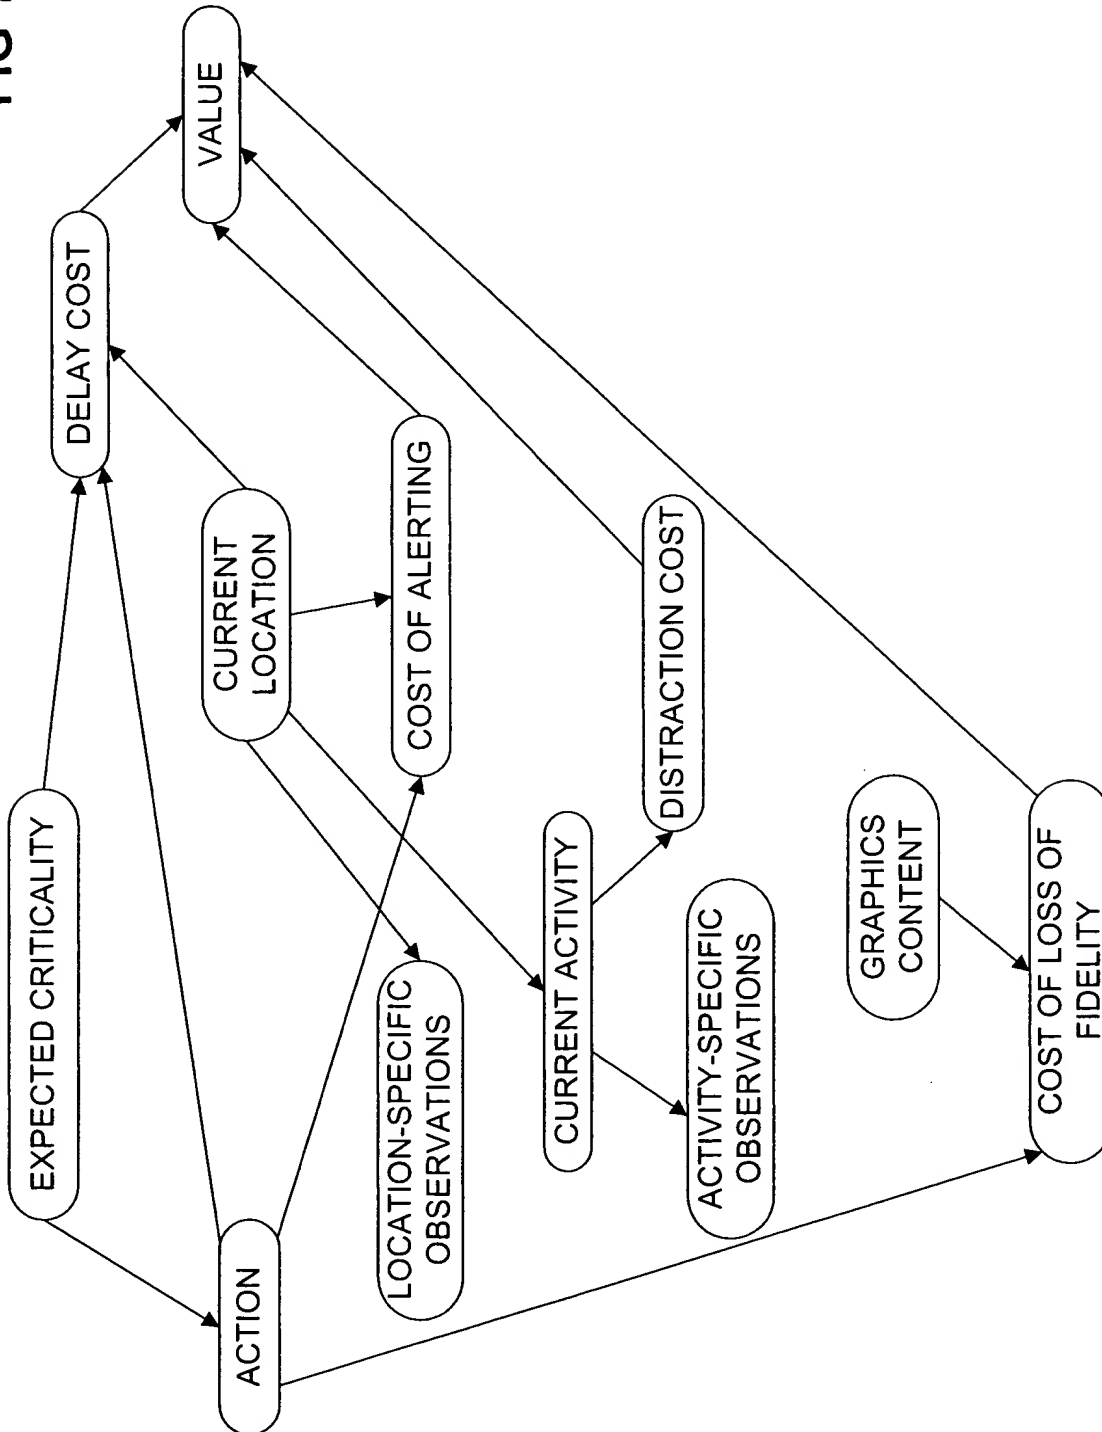 EXPECTED CRITICALITY
DELAY COST
ACTION
CURRENT
LOCATION
VALUE
LOCATION-SPECIFIC
OBSERVATIONS
COST OF ALERTING
CURRENT ACTIVITY
ACTIVITY-SPECIFIC
OBSERVATIONS
DISTRACTION COST
GRAPHICS
CONTENT
COST OF LOSS OF
FIDELITY